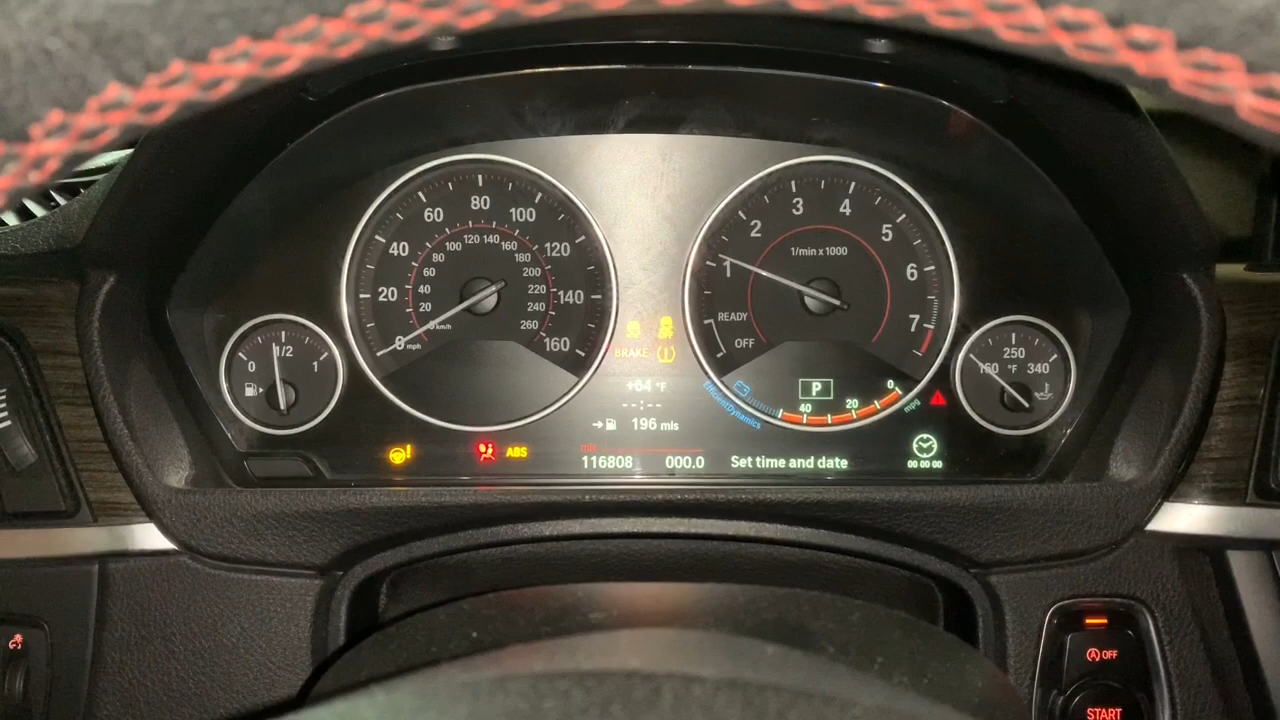 20
40
60
80
100
120
140
160
0 mph
20
40
60
80
100
120
140
160
180
200
220
240
260
km/h
1
2
3
4
5
6
7
1/min x 1000
READY
OFF
0
1/2
1
160
250
340
°F
BRAKE
+64 °F
--:--
196 mls
EfficientDynamics
P
40
20
0
mpg
ABS
mls
116808 000.0
Set time and date
00 00 00
A OFF
START